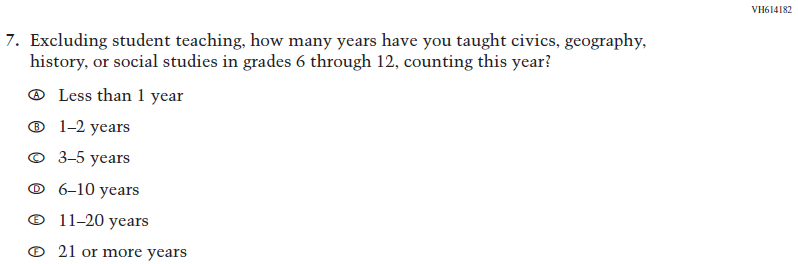 VH614182
7. Excluding student teaching, how many years have you taught civics, geography,
history, or social studies in grades 6 through 12, counting this year?
Ⓐ Less than 1 year
Ⓑ 1–2 years
Ⓒ 3–5 years
Ⓓ 6–10 years
Ⓔ 11–20 years
Ⓕ 21 or more years